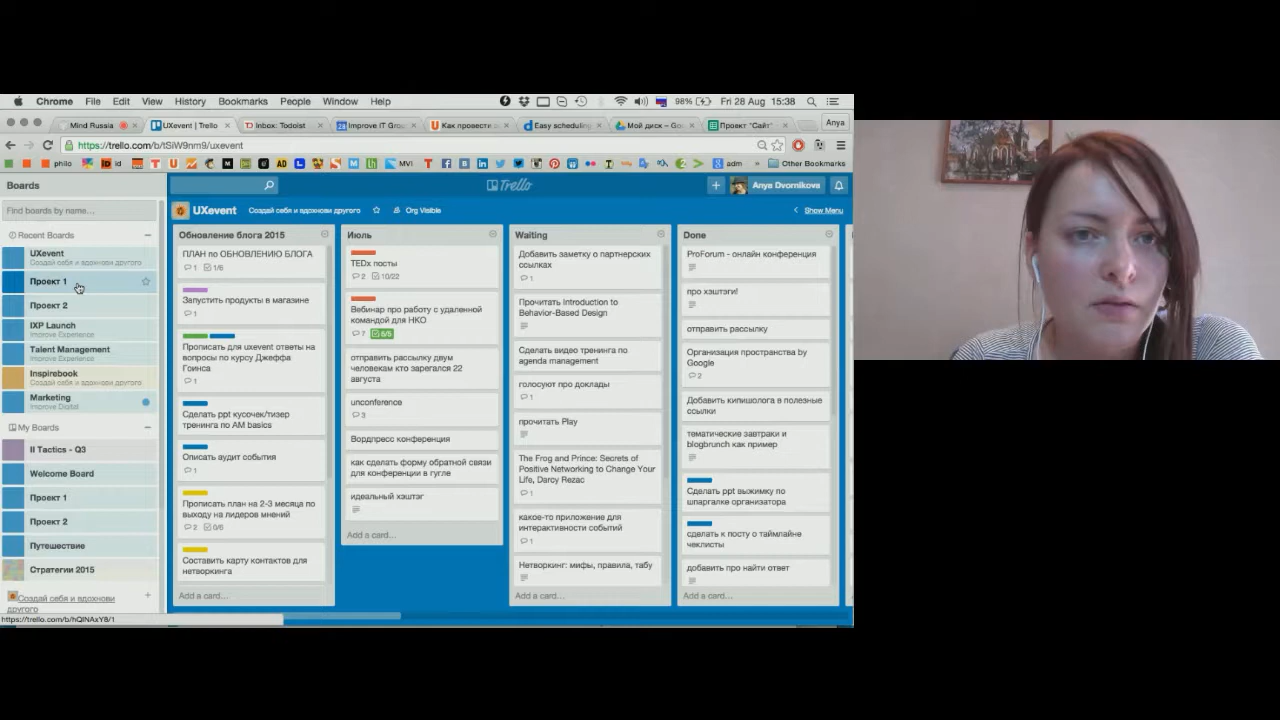 Chrome File Edit View History Bookmarks People Window Help 98% Fri 28 Aug 15:38
Mind Russia UXevent | Trello Inbox: Todoist Improve IT Grou Как провести Easy scheduling Мой диск – Goo Проект "Сайт" Anya
https://trello.com/b/tSiW9nm9/uxevent
philo id MVi adm » Other Bookmarks
Boards
Trello
Anya Dvornikova
Find boards by name...
UXevent Создай себя и вдохнови другого Org Visible Show Menu
Recent Boards
UXevent
Создай себя и вдохнови другого
Проект 1
Проект 2
IXP Launch
Improve Experience
Talent Management
Improve Experience
Inspirebook
Создай себя и вдохнови другого
Marketing
Improve Digital
My Boards
II Tactics - Q3
Welcome Board
Проект 1
Проект 2
Путешествие
Стратегии 2015
Создай себя и вдохнови
другого
https://trello.com/b/hQINAxY8/1
Обновление блога 2015
ПЛАН по ОБНОВЛЕНИЮ БЛОГА
1 1/6
Запустить продукты в магазине
1
Прописать для uxevent ответы на
вопросы по курсу Джеффа
Гоинса
1
Сделать ppt кусочек/тизер
тренинга по AM basics
Описать аудит события
1
Прописать план на 2-3 месяца по
выходу на лидеров мнений
2 0/6
Составить карту контактов для
нетворкинга
Add a card...
Июль
TEDx посты
2 10/22
Вебинар про работу с удаленной
командой для НКО
7 5/5
отправить рассылку двум
человекам кто зарегался 22
августа
unconference
3
Вордпресс конференция
как сделать форму обратной связи
для конференции в гугле
идеальный хэштэг
Add a card...
Waiting
Добавить заметку о партнерских
ссылках
1
Прочитать Introduction to
Behavior-Based Design
Сделать видео тренинга по
agenda management
голосуют про доклады
1
прочитать Play
The Frog and Prince: Secrets of
Positive Networking to Change Your
Life, Darcy Rezac
1
какое-то приложение для
интерактивности событий
1
Нетворкинг: мифы, правила, табу
Add a card...
Done
ProForum - онлайн конференция
про хэштэги!
отправить рассылку
Организация пространства by
Google
2
Добавить кипишолога в полезные
ссылки
тематические завтраки и
blogbrunch как пример
Сделать ppt выжимку по
шпаргалке организатора
сделать к посту о таймлайне
чеклисты
добавить про найти ответ
Add a card...